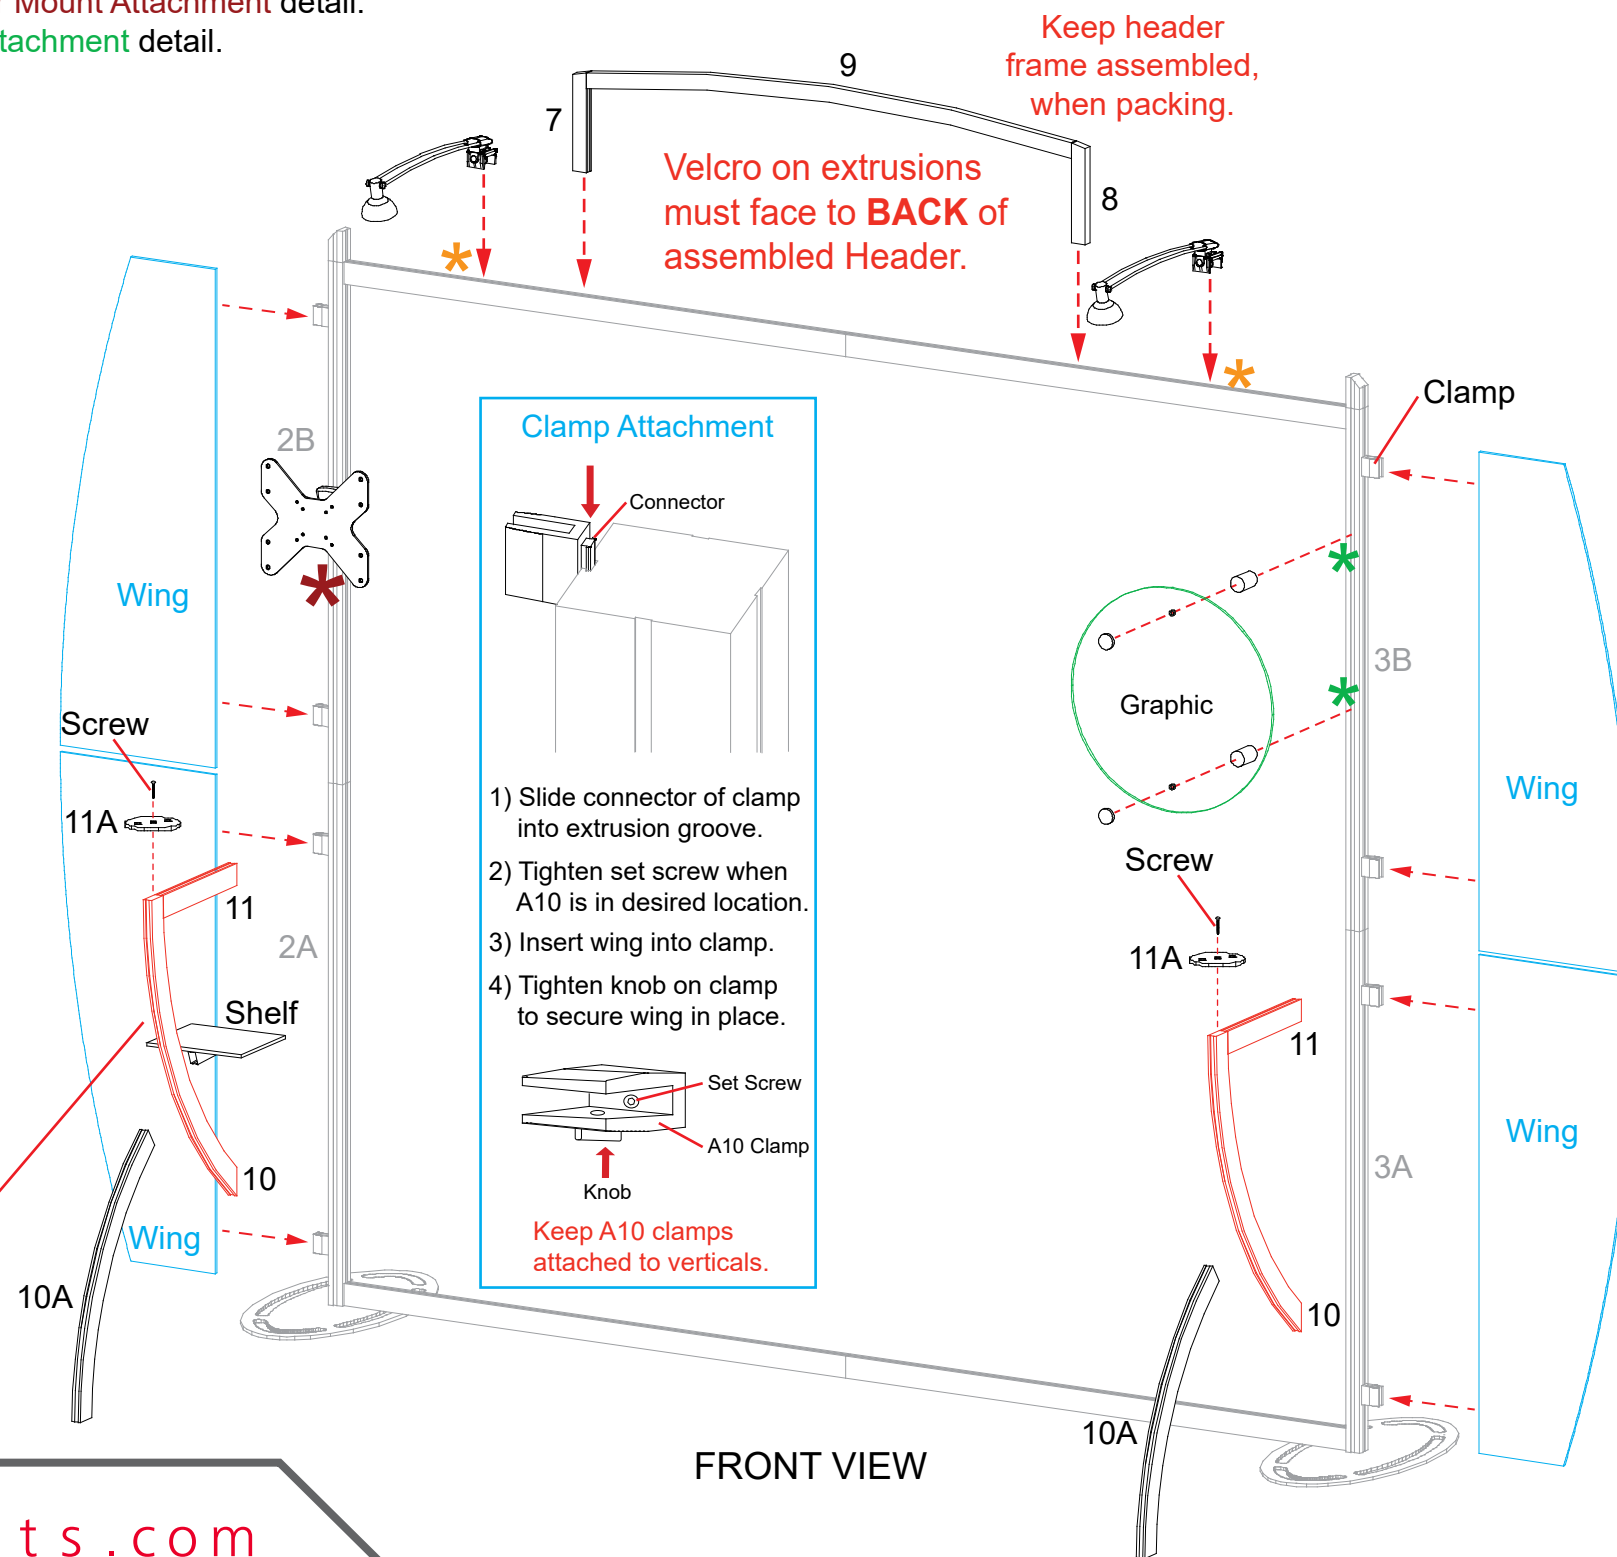 Mount Attachment detail.
tachment detail.
Keep header
frame assembled,
when packing.
9
7
8
Velcro on extrusions
must face to BACK of
assembled Header.
*
*
Clamp
2B
Clamp Attachment
Connector
*
*
Wing
3B
*
Graphic
Screw
Wing
11A
1) Slide connector of clamp
into extrusion groove.
2) Tighten set screw when
A10 is in desired location.
3) Insert wing into clamp.
4) Tighten knob on clamp
to secure wing in place.
Screw
11
2A
11A
Shelf
11
Set Screw
A10 Clamp
Knob
Wing
3A
10
Keep A10 clamps
attached to verticals.
Wing
10A
10
10A
FRONT VIEW
ts.com